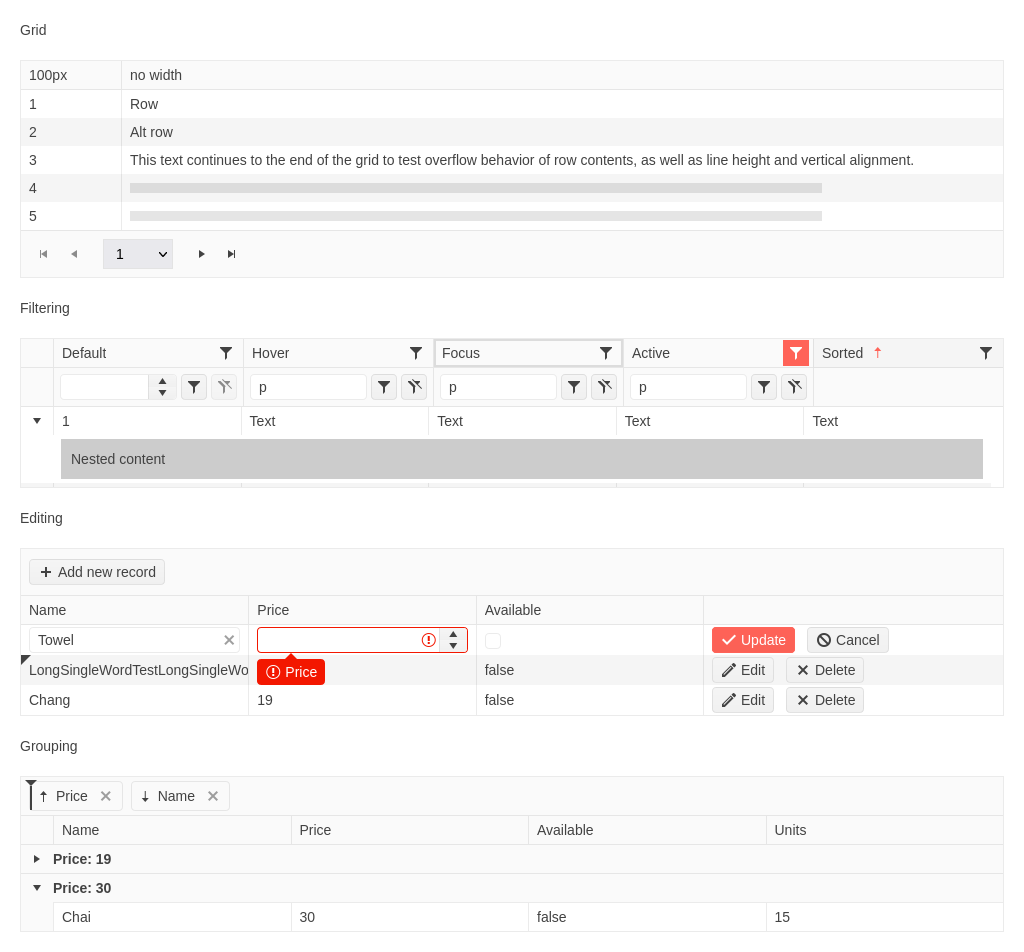 Grid
100px no width
1 Row
2 Alt row
3 This text continues to the end of the grid to test overflow behavior of row contents, as well as line height and vertical alignment.
4
5
1
Filtering
Default Hover Focus Active Sorted
p p p
1 Text Text Text Text
Nested content
Editing
Add new record
Name Price Available
Towel Update Cancel
LongSingleWordTestLongSingleWo Price false Edit Delete
Chang 19 false Edit Delete
Grouping
Price Name
Name Price Available Units
Price: 19
Price: 30
Chai 30 false 15